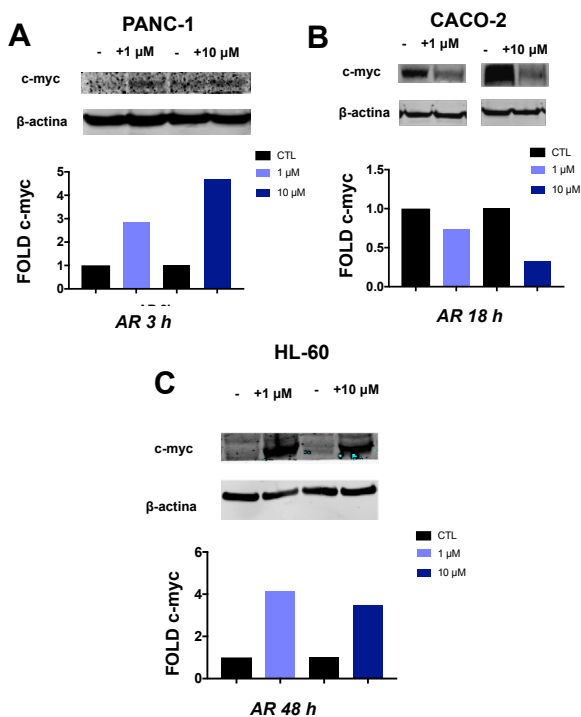 A
PANC-1
- +1 µM - +10 µM
c-myc
β-actina
FOLD c-myc
5
4
3
2
1
0
CTL
1 µM
10 µM
AR 3 h
B
CACO-2
- +1 µM - +10 µM
c-myc
β-actina
FOLD c-myc
1.5
1.0
0.5
0.0
CTL
1 µM
10 µM
AR 18 h
HL-60
C
- +1 µM - +10 µM
c-myc
β-actina
FOLD c-myc
6
4
2
0
CTL
1 µM
10 µM
AR 48 h